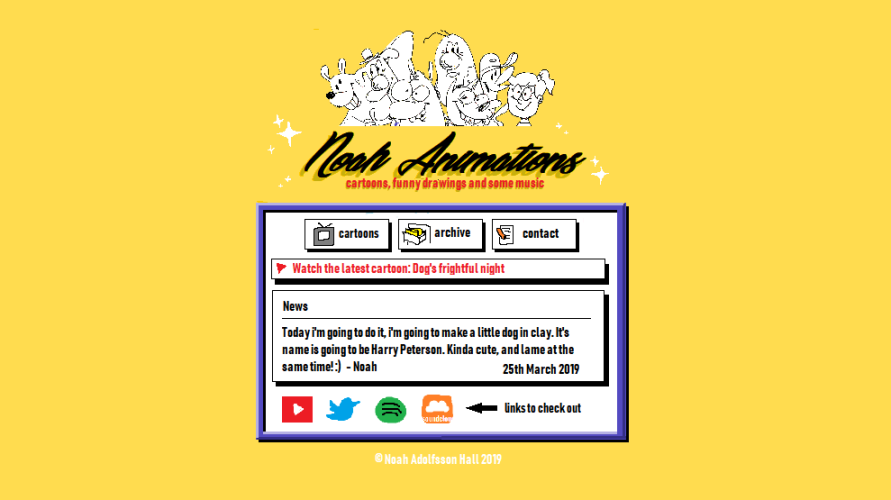 Noah Animations
cartoons, funny drawings and some music
cartoons
archive
contact
Watch the latest cartoon: Dog's frightful night
News
Today i'm going to do it, i'm going to make a little dog in clay. It's
name is going to be Harry Peterson. Kinda cute, and lame at the
same time! :) - Noah
25th March 2019
links to check out
© Noah Adolfsson Hall 2019